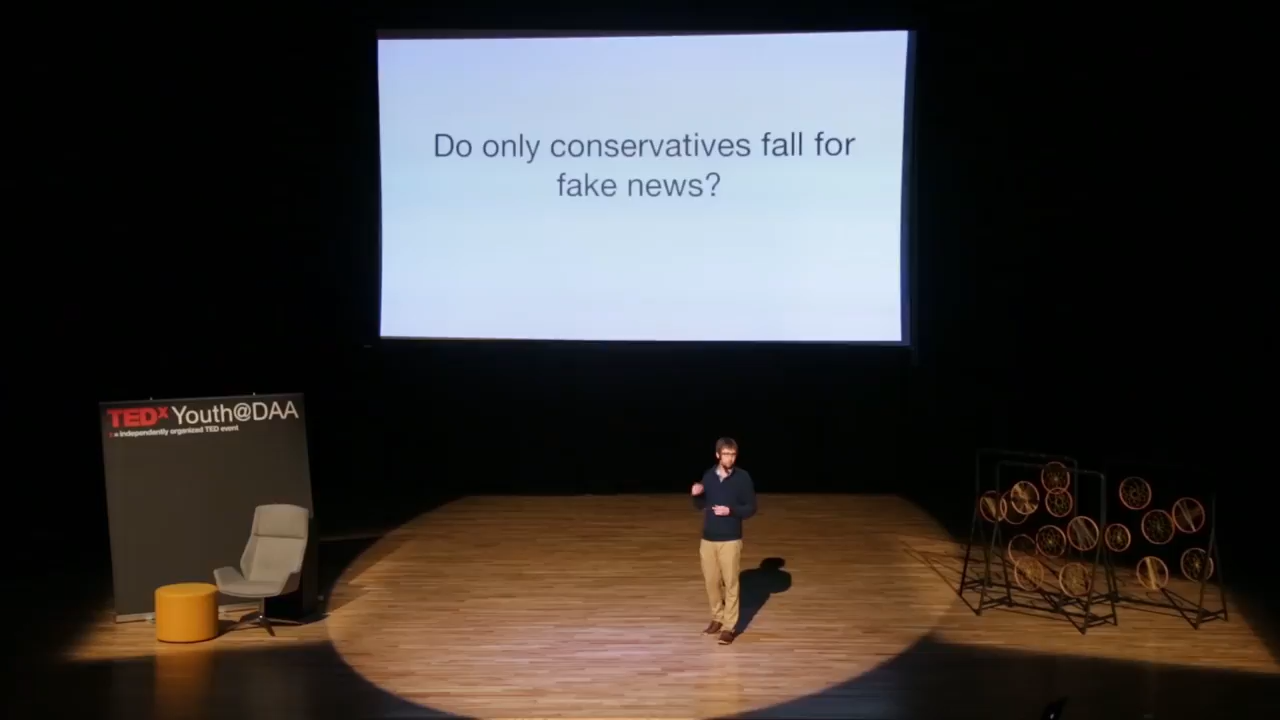 Do only conservatives fall for
fake news?
TEDx Youth@DAA
x = independently organized TED event